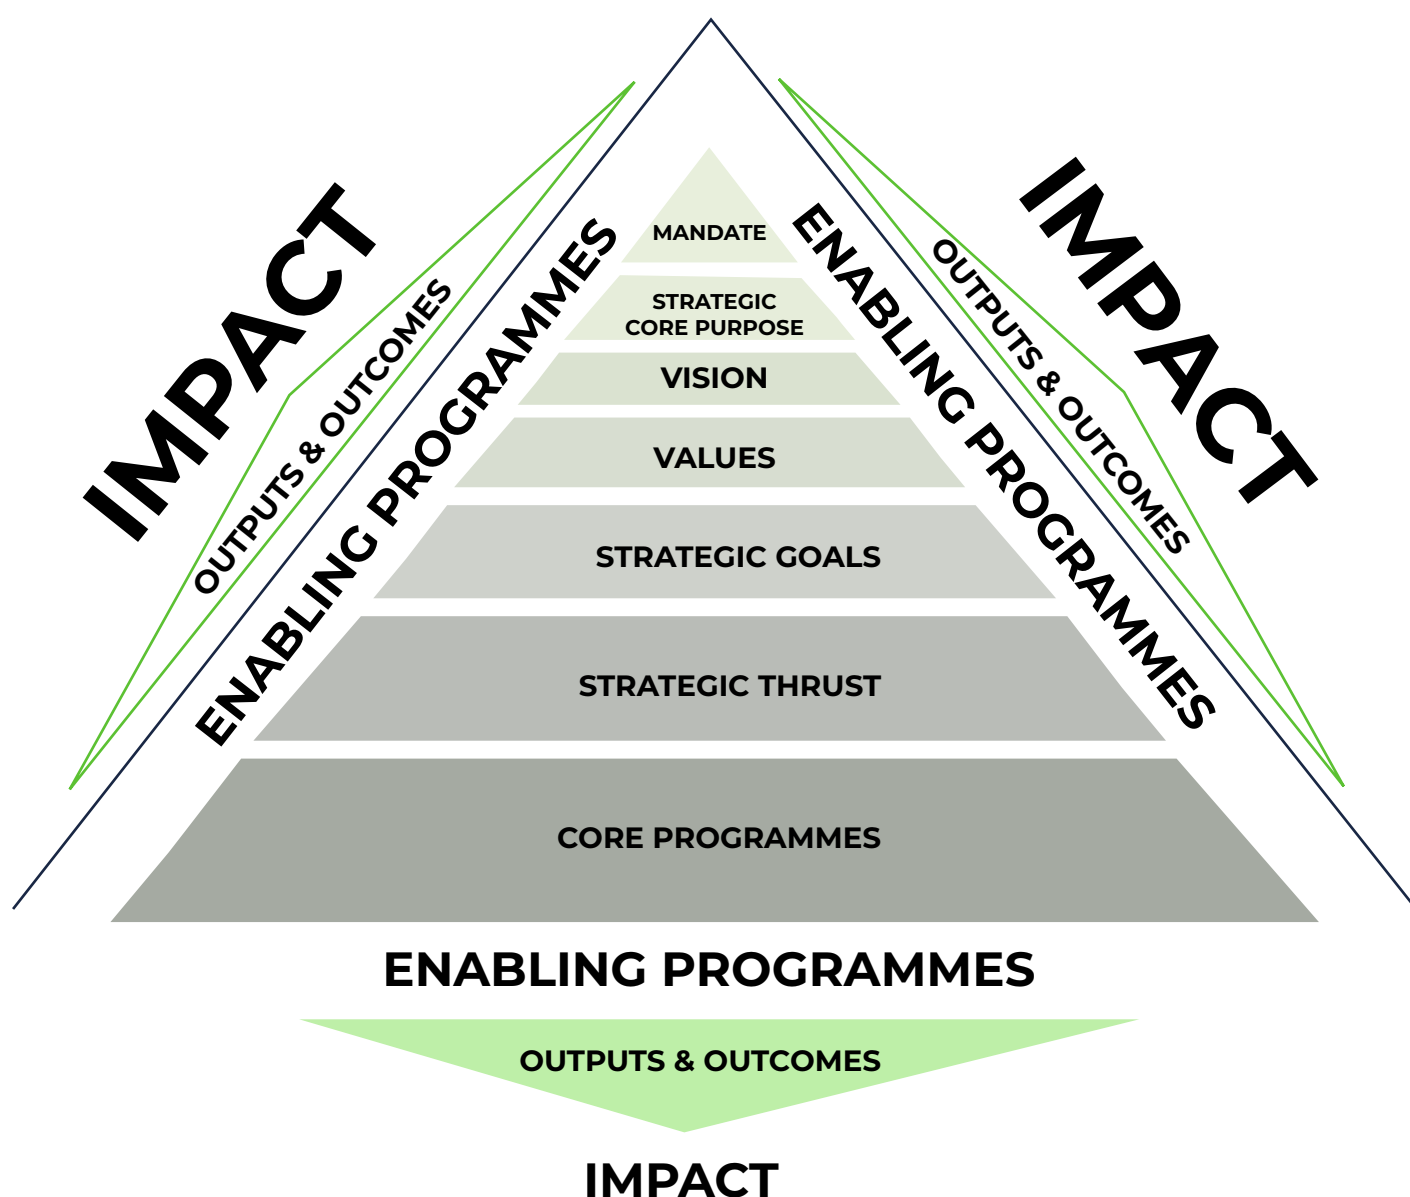 IMPACT
OUTPUTS & OUTCOMES
ENABLING PROGRAMMES
MANDATE
STRATEGIC
CORE PURPOSE
VISION
VALUES
STRATEGIC GOALS
STRATEGIC THRUST
CORE PROGRAMMES
ENABLING PROGRAMMES
OUTPUTS & OUTCOMES
IMPACT
ENABLING PROGRAMMES
OUTPUTS & OUTCOMES
IMPACT